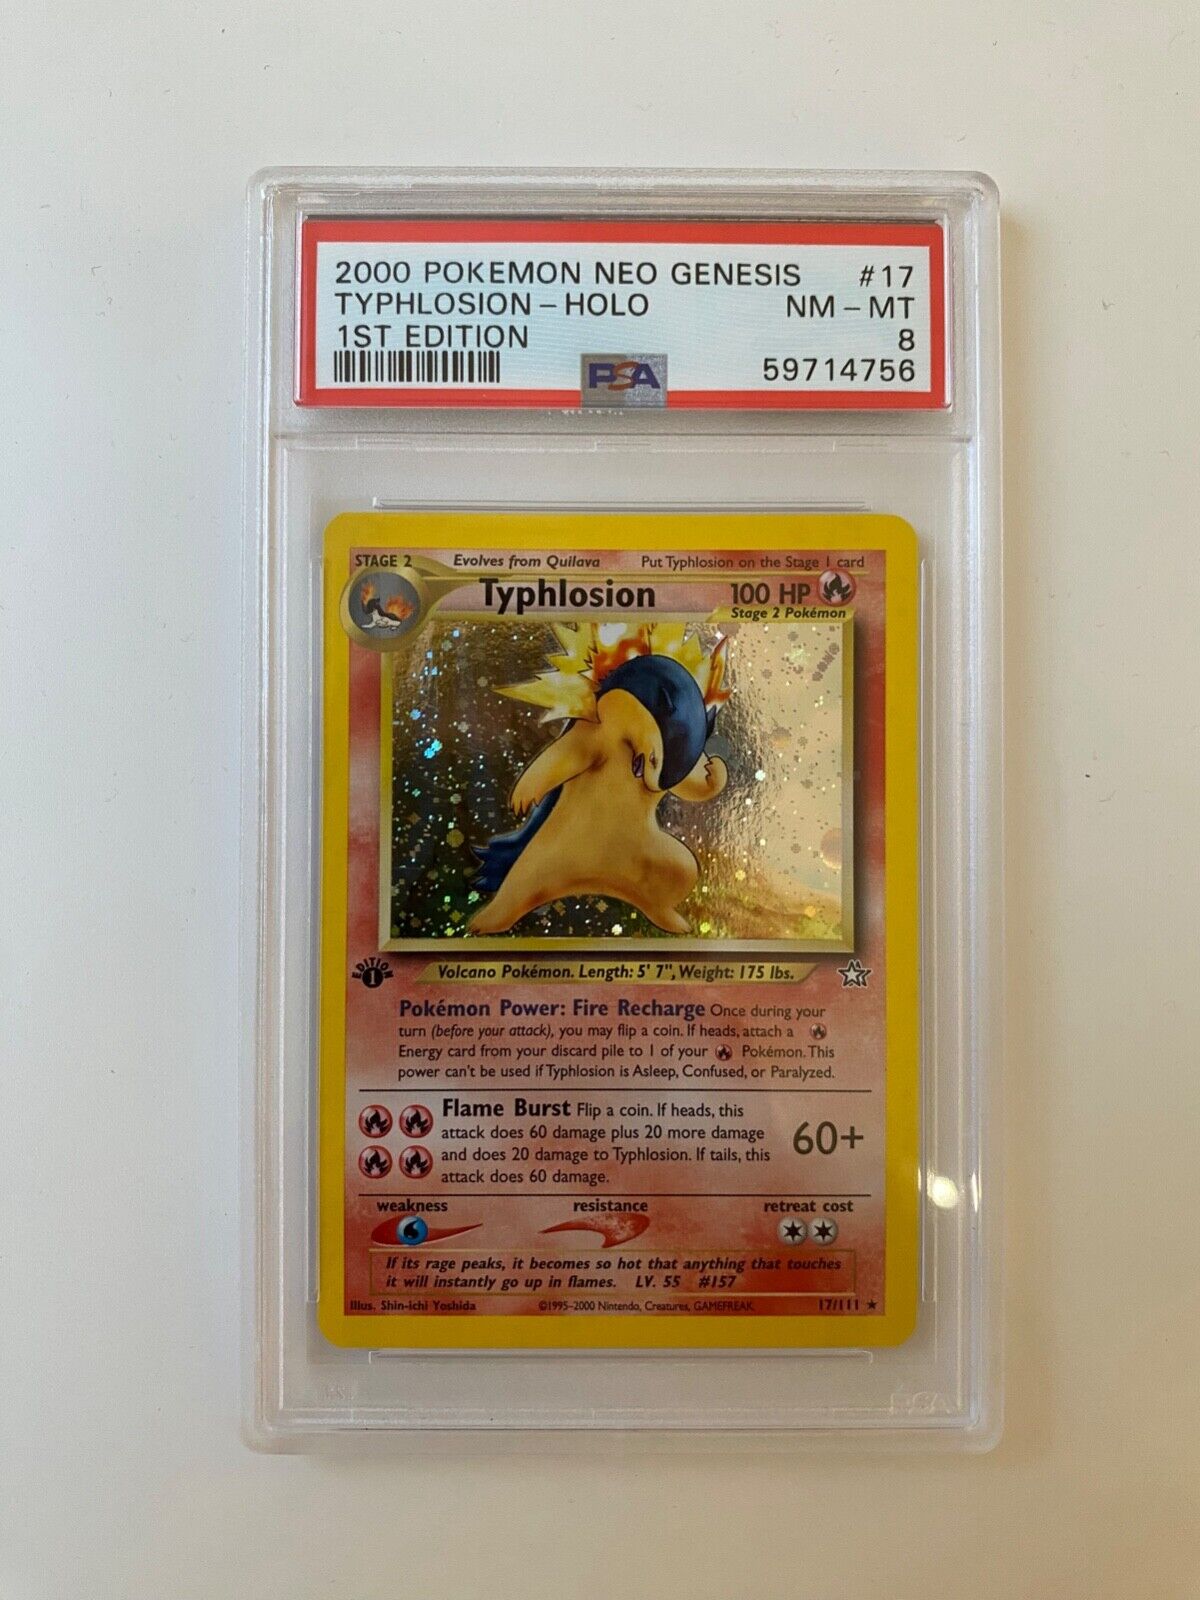 2000 POKEMON NEO GENESIS #17
TYPHLOSION – HOLO NM – MT
1ST EDITION 8
PSA 59714756
STAGE 2 Evolves from Quilava Put Typhlosion on the Stage 1 card
Typhlosion 100 HP
Stage 2 Pokémon
EDITION 1
Volcano Pokémon. Length: 5' 7", Weight: 175 lbs.
Pokémon Power: Fire Recharge Once during your
turn (before your attack), you may flip a coin. If heads, attach a
Energy card from your discard pile to 1 of your Pokémon. This
power can't be used if Typhlosion is Asleep, Confused, or Paralyzed.
Flame Burst Flip a coin. If heads, this
attack does 60 damage plus 20 more damage
and does 20 damage to Typhlosion. If tails, this
attack does 60 damage.
60+
weakness resistance retreat cost
If its rage peaks, it becomes so hot that anything that touches
it will instantly go up in flames. LV. 55 #157
Illus. Shin-ichi Yoshida ©1995-2000 Nintendo, Creatures, GAMEFREAK. 17/111 ★
PSA